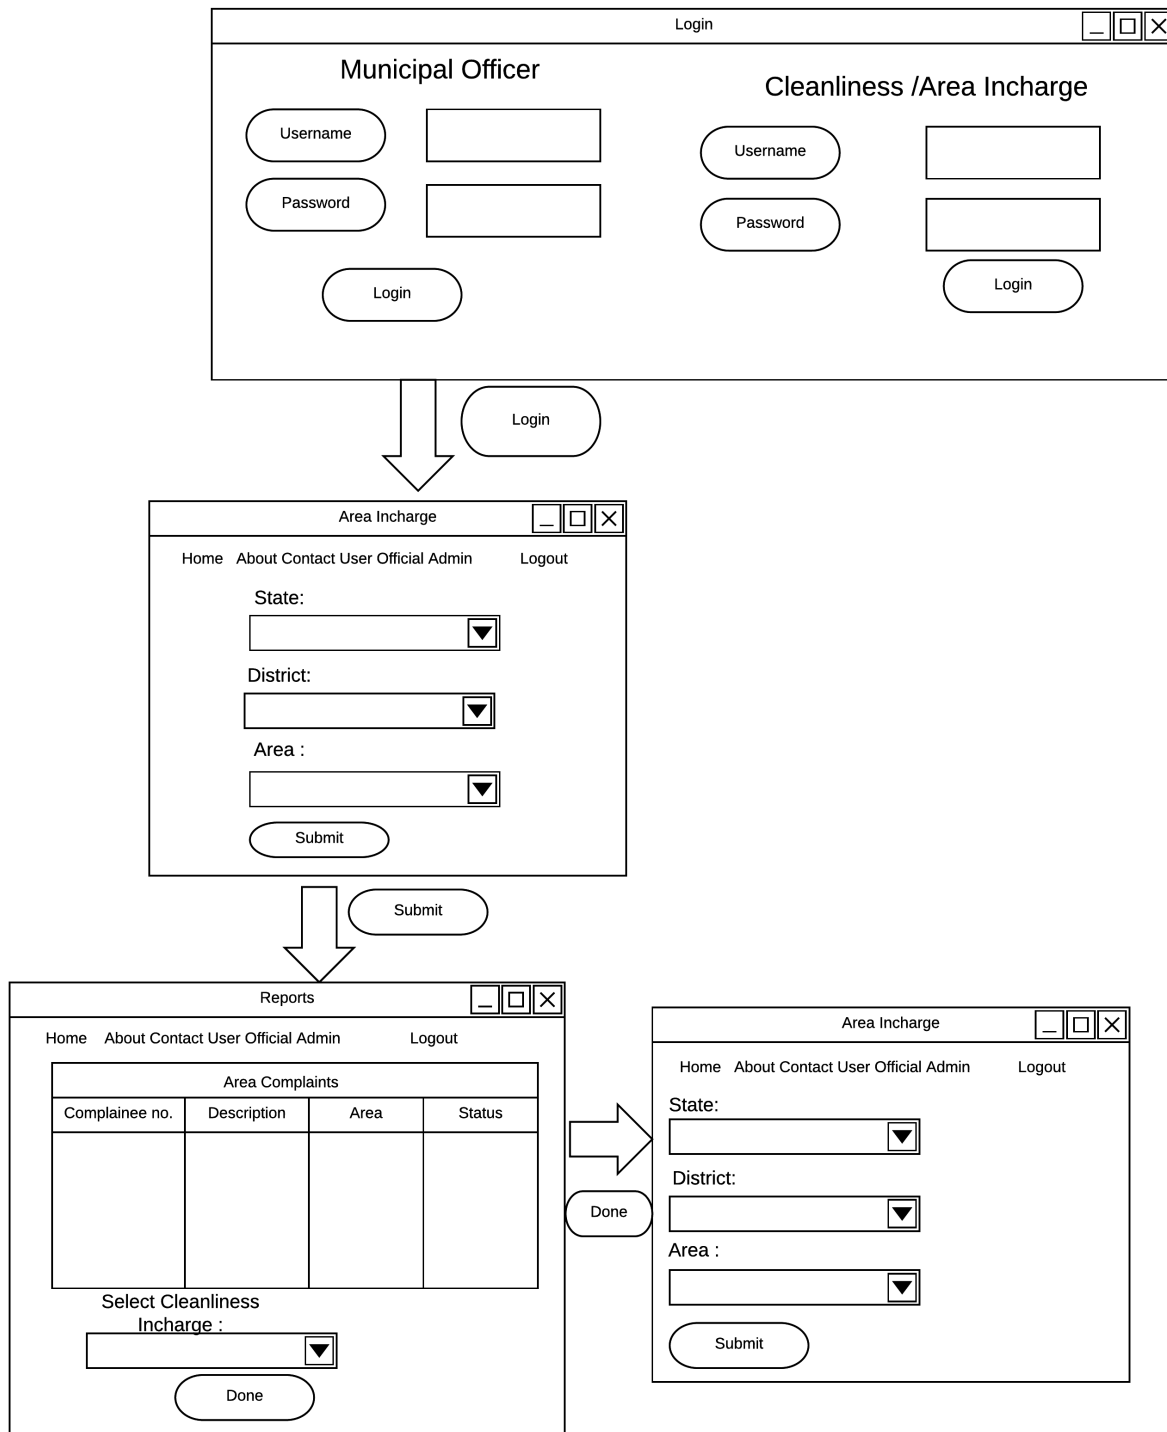 Login
Municipal Officer
Username
Password
Login
Cleanliness /Area Incharge
Username
Password
Login
Login
Area Incharge
Home About Contact User Official Admin Logout
State:
District:
Area :
Submit
Submit
Reports
Home About Contact User Official Admin Logout
Area Complaints
Complainee no. Description Area Status
Select Cleanliness
Incharge :
Done
Done
Area Incharge
Home About Contact User Official Admin Logout
State:
District:
Area :
Submit